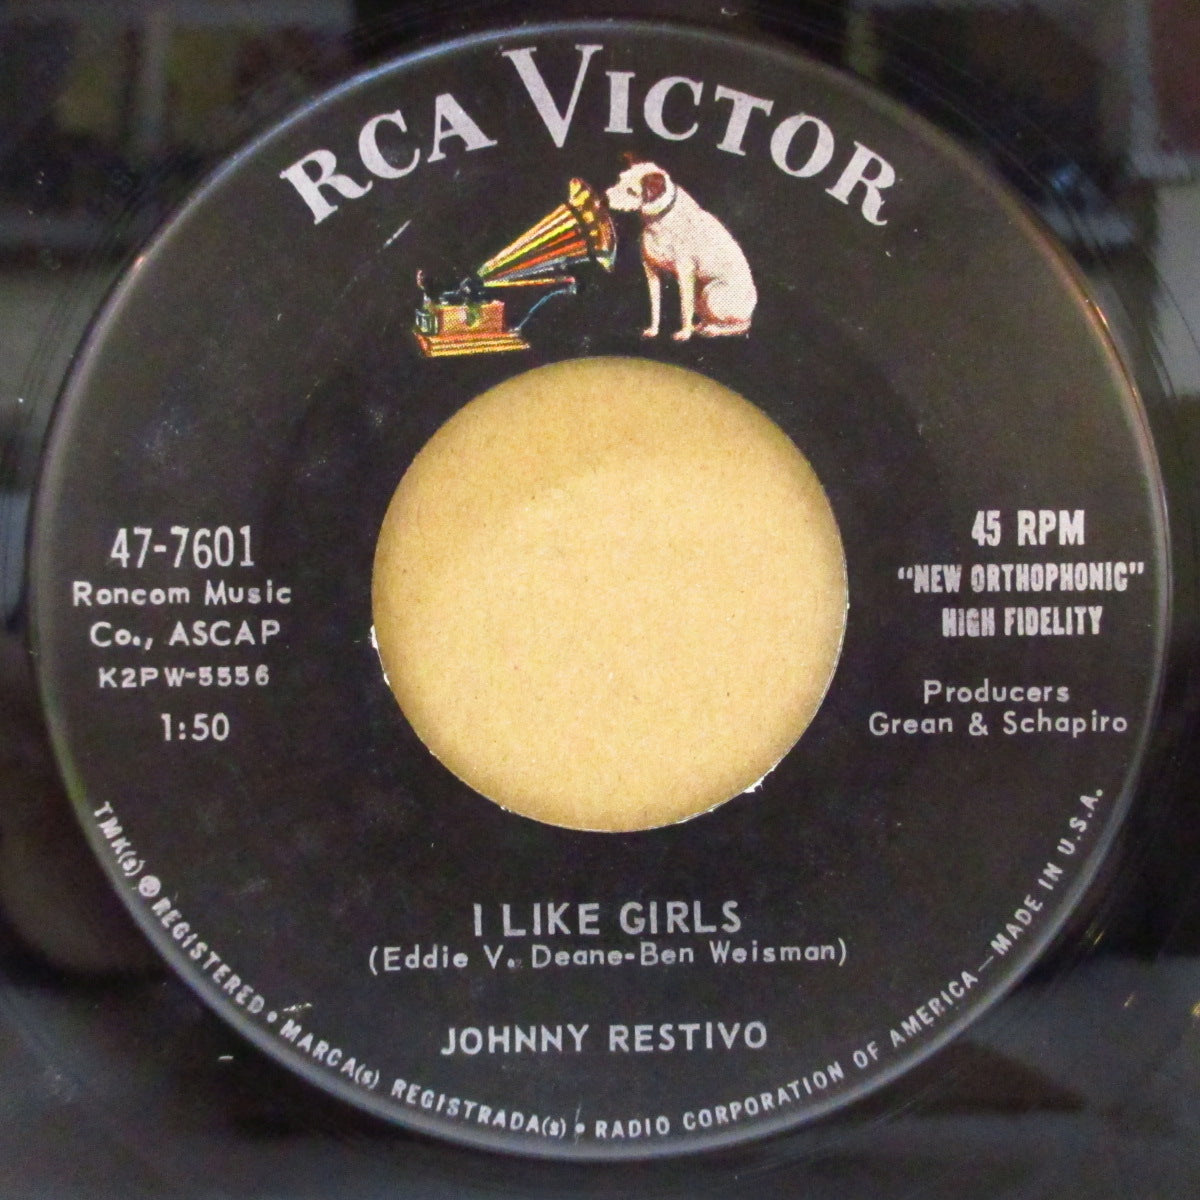 RCA VICTOR
47-7601
Roncom Music
Co., ASCAP
K2PW-5556
1:50
45 RPM
"NEW ORTHOPHONIC"
HIGH FIDELITY
Producers
Grean & Schapiro
I LIKE GIRLS
(Eddie V. Deane-Ben Weisman)
JOHNNY RESTIVO
TMK(s) ® REGISTERED • MARCA(s) REGISTRADA(s) • RADIO CORPORATION OF AMERICA—MADE IN U.S.A.